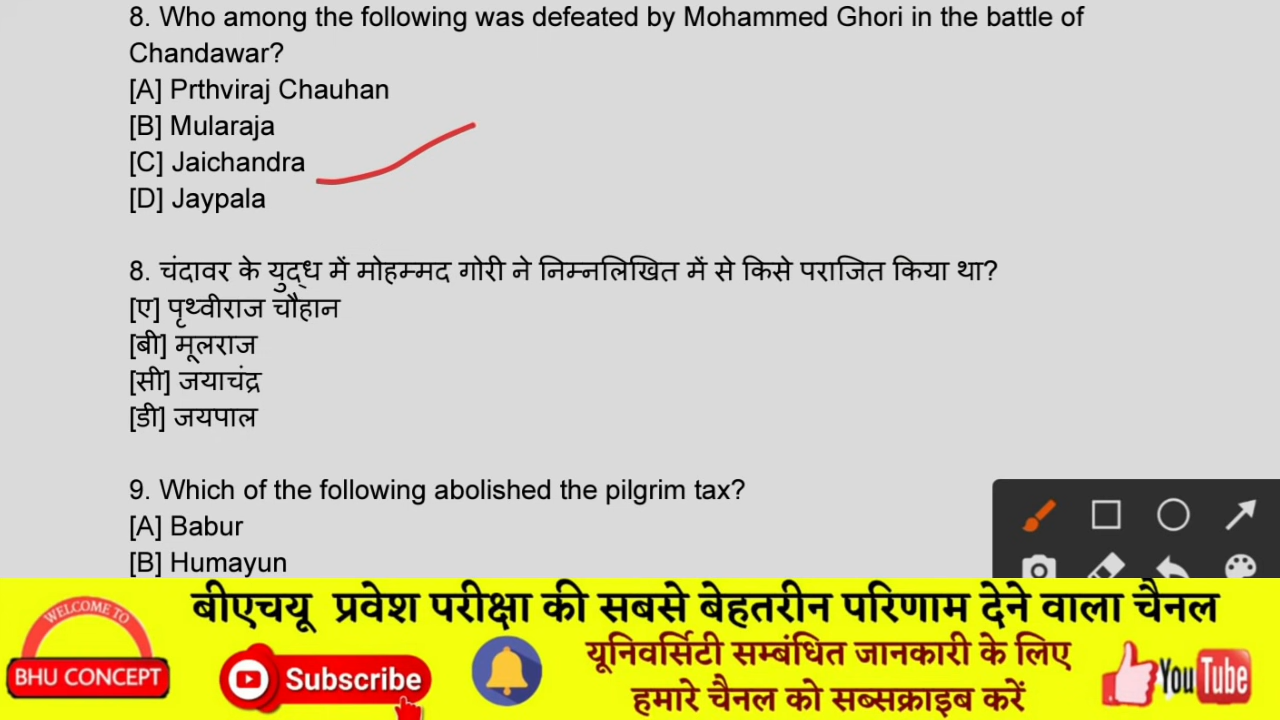 8. Who among the following was defeated by Mohammed Ghori in the battle of
Chandawar?
[A] Prthviraj Chauhan
[B] Mularaja
[C] Jaichandra
[D] Jaypala
8. चंदावर के युद्ध में मोहम्मद गोरी ने निम्नलिखित में से किसे पराजित किया था?
[ए] पृथ्वीराज चौहान
[बी] मूलराज
[सी] जयाचंद्र
[डी] जयपाल
9. Which of the following abolished the pilgrim tax?
[A] Babur
[B] Humayun
बीएचयू प्रवेश परीक्षा की सबसे बेहतरीन परिणाम देने वाला चैनल
WELCOME TO
BHU CONCEPT
Subscribe
यूनिवर्सिटी सम्बंधित जानकारी के लिए
हमारे चैनल को सब्सक्राइब करें
YouTube